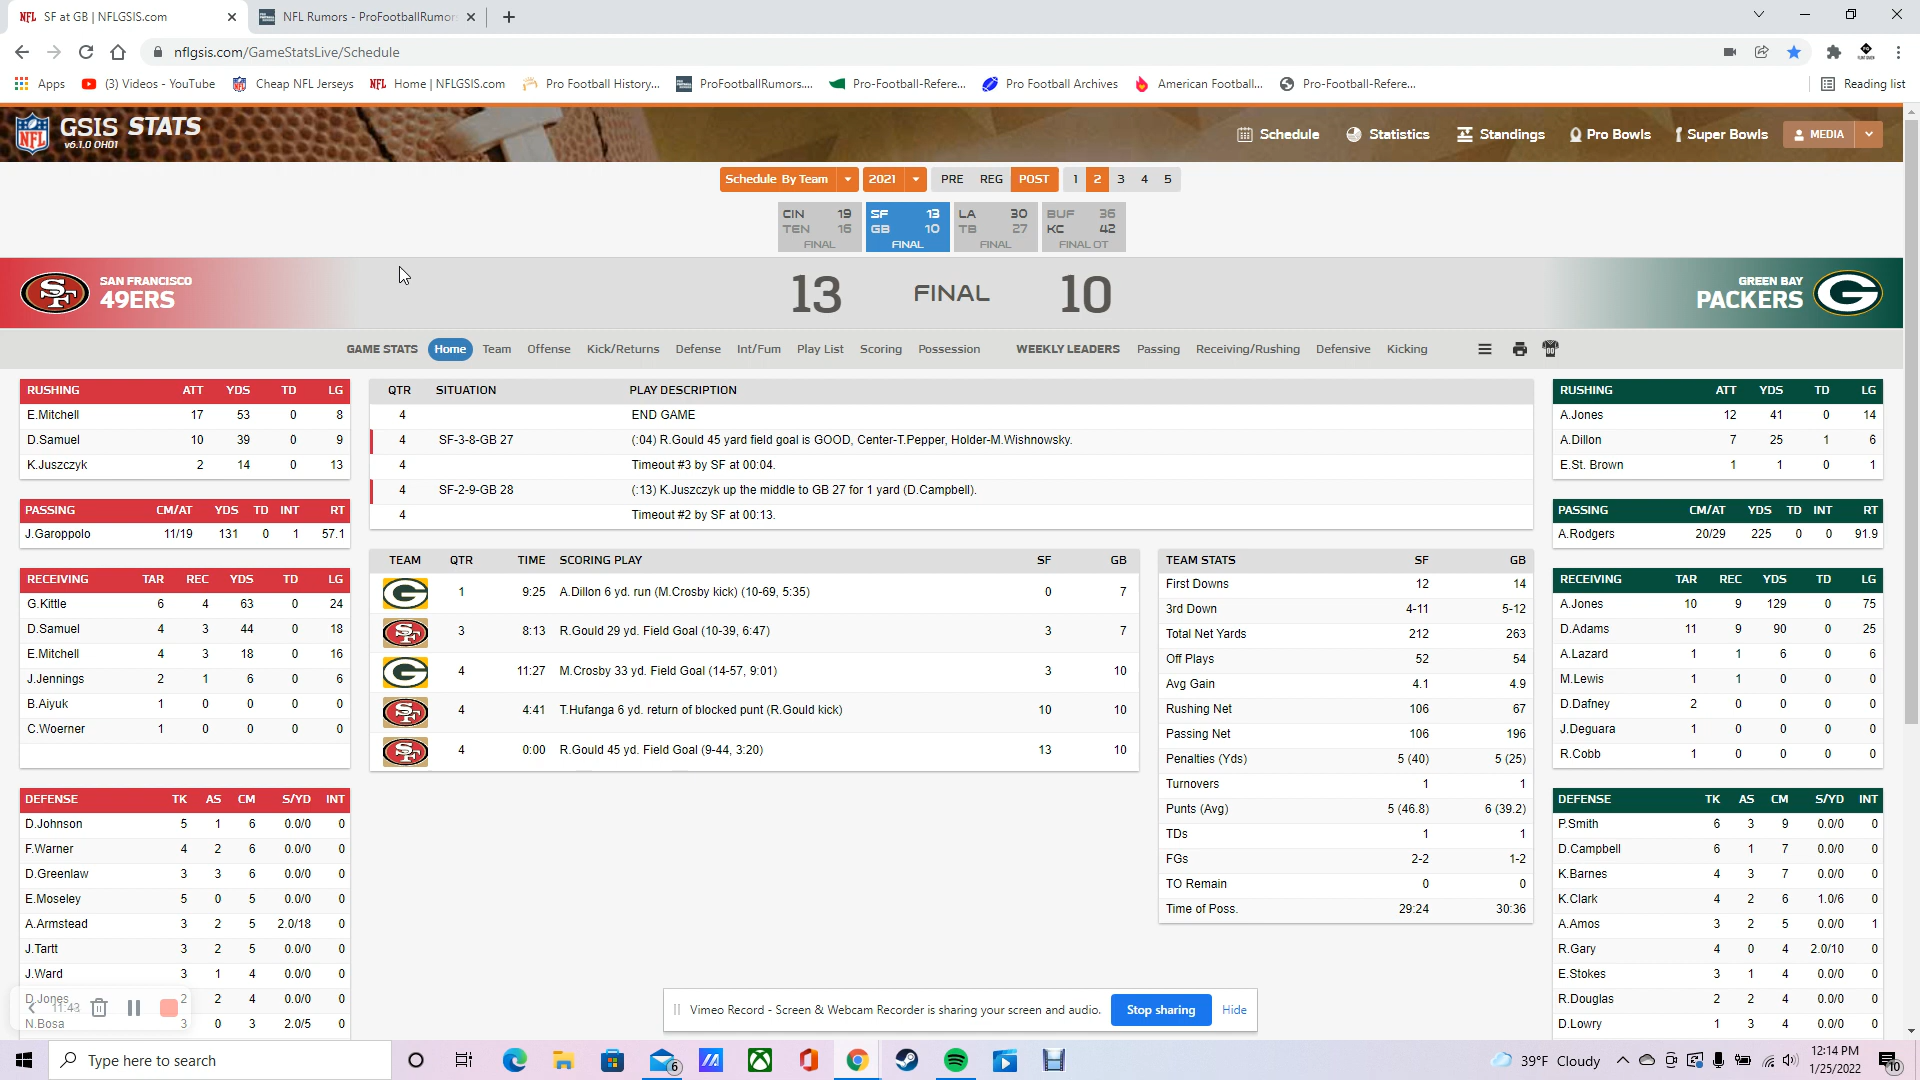 SF at GB | NFLGSIS.com
NFL Rumors - ProFootballRumors
nflgsis.com/GameStatsLive/Schedule
Apps (3) Videos - YouTube Cheap NFL Jerseys Home | NFLGSIS.com Pro Football History... ProFootballRumors.... Pro-Football-Refere... Pro Football Archives American Football... Pro-Football-Refere... Reading list
NFL GSIS STATS
v6.1.0 OH01
Schedule Statistics Standings Pro Bowls Super Bowls MEDIA
Schedule By Team 2021 PRE REG POST 1 2 3 4 5
CIN 19 SF 13 LA 30 BUF 36
TEN 16 GB 10 TB 27 KC 42
FINAL FINAL FINAL FINAL OT
SAN FRANCISCO
49ERS
13 FINAL 10
GREEN BAY
PACKERS
GAME STATS Home Team Offense Kick/Returns Defense Int/Fum Play List Scoring Possession WEEKLY LEADERS Passing Receiving/Rushing Defensive Kicking
RUSHING ATT YDS TD LG
E.Mitchell 17 53 0 8
D.Samuel 10 39 0 9
K.Juszczyk 2 14 0 13
PASSING CM/AT YDS TD INT RT
J.Garoppolo 11/19 131 0 1 57.1
RECEIVING TAR REC YDS TD LG
G.Kittle 6 4 63 0 24
D.Samuel 4 3 44 0 18
E.Mitchell 4 3 18 0 16
J.Jennings 2 1 6 0 6
B.Aiyuk 1 0 0 0 0
C.Woerner 1 0 0 0 0
DEFENSE TK AS CM S/YD INT
D.Johnson 5 1 6 0.0/0 0
F.Warner 4 2 6 0.0/0 0
D.Greenlaw 3 3 6 0.0/0 0
E.Moseley 5 0 5 0.0/0 0
A.Armstead 3 2 5 2.0/18 0
J.Tartt 3 2 5 0.0/0 0
J.Ward 3 1 4 0.0/0 0
D.Jones 2 2 4 0.0/0 0
N.Bosa 3 0 3 2.0/5 0
11:43
QTR SITUATION PLAY DESCRIPTION
4 END GAME
4 SF-3-8-GB 27 (:04) R.Gould 45 yard field goal is GOOD, Center-T.Pepper, Holder-M.Wishnowsky.
4 Timeout #3 by SF at 00:04.
4 SF-2-9-GB 28 (:13) K.Juszczyk up the middle to GB 27 for 1 yard (D.Campbell).
4 Timeout #2 by SF at 00:13.
TEAM QTR TIME SCORING PLAY SF GB
1 9:25 A.Dillon 6 yd. run (M.Crosby kick) (10-69, 5:35) 0 7
3 8:13 R.Gould 29 yd. Field Goal (10-39, 6:47) 3 7
4 11:27 M.Crosby 33 yd. Field Goal (14-57, 9:01) 3 10
4 4:41 T.Hufanga 6 yd. return of blocked punt (R.Gould kick) 10 10
4 0:00 R.Gould 45 yd. Field Goal (9-44, 3:20) 13 10
TEAM STATS SF GB
First Downs 12 14
3rd Down 4-11 5-12
Total Net Yards 212 263
Off Plays 52 54
Avg Gain 4.1 4.9
Rushing Net 106 67
Passing Net 106 196
Penalties (Yds) 5 (40) 5 (25)
Turnovers 1 1
Punts (Avg) 5 (46.8) 6 (39.2)
TDs 1 1
FGs 2-2 1-2
TO Remain 0 0
Time of Poss. 29:24 30:36
RUSHING ATT YDS TD LG
A.Jones 12 41 0 14
A.Dillon 7 25 1 6
E.St. Brown 1 1 0 1
PASSING CM/AT YDS TD INT RT
A.Rodgers 20/29 225 0 0 91.9
RECEIVING TAR REC YDS TD LG
A.Jones 10 9 129 0 75
D.Adams 11 9 90 0 25
A.Lazard 1 1 6 0 6
M.Lewis 1 1 0 0 0
D.Dafney 2 0 0 0 0
J.Deguara 1 0 0 0 0
R.Cobb 1 0 0 0 0
DEFENSE TK AS CM S/YD INT
P.Smith 6 3 9 0.0/0 0
D.Campbell 6 1 7 0.0/0 0
K.Barnes 4 3 7 0.0/0 0
K.Clark 4 2 6 1.0/6 0
A.Amos 3 2 5 0.0/0 1
R.Gary 4 0 4 2.0/10 0
E.Stokes 3 1 4 0.0/0 0
R.Douglas 2 2 4 0.0/0 0
D.Lowry 1 3 4 0.0/0 0
Vimeo Record - Screen & Webcam Recorder is sharing your screen and audio. Stop sharing Hide
Type here to search
6
39°F Cloudy
12:14 PM
1/25/2022
10